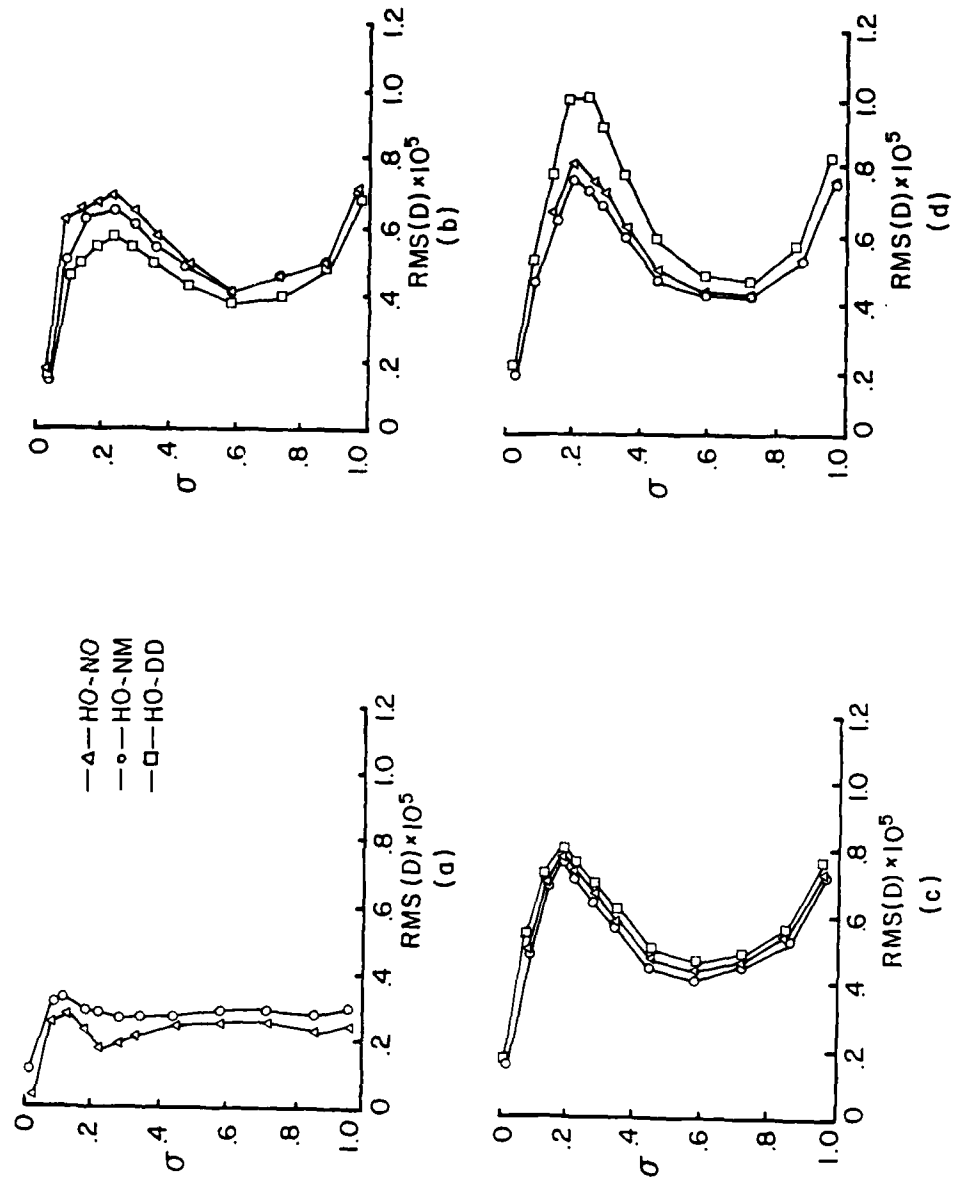 0
.2
.4
.6
.8
1.0
σ
0 .2 .4 .6 .8 1.0 1.2
RMS(D)×10⁵
(a)
—△—HO-NO
—○—HO-NM
—□—HO-DD
0
.2
.4
.6
.8
1.0
σ
0 .2 .4 .6 .8 1.0 1.2
RMS(D)×10⁵
(b)
0
.2
.4
.6
.8
1.0
σ
0 .2 .4 .6 .8 1.0 1.2
RMS(D)×10⁵
(c)
0
.2
.4
.6
.8
1.0
σ
0 .2 .4 .6 .8 1.0 1.2
RMS(D)×10⁵
(d)